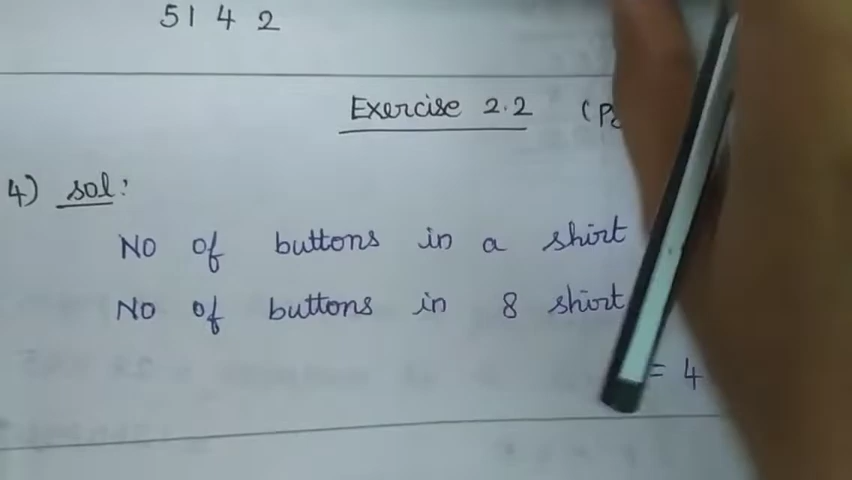 5142
Exercise 2.2
4) sol:
No of buttons in a shirt
No of buttons in 8 shirt
= 4